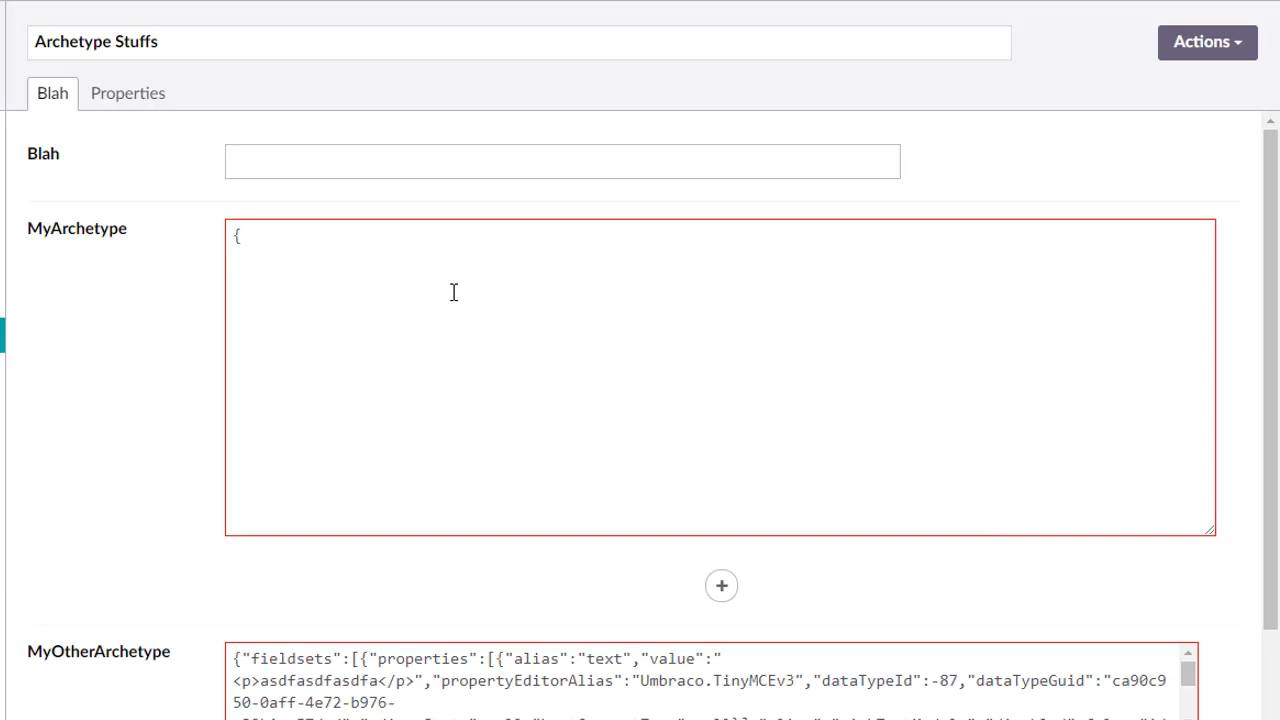 Archetype Stuffs
Actions
Blah
Properties
Blah
MyArchetype
{
+
MyOtherArchetype
{"fieldsets":[{"properties":[{"alias":"text","value":"
<p>asdfasdfasdfa</p>","propertyEditorAlias":"Umbraco.TinyMCEv3","dataTypeId":-87,"dataTypeGuid":"ca90c9
50-0aff-4e72-b976-